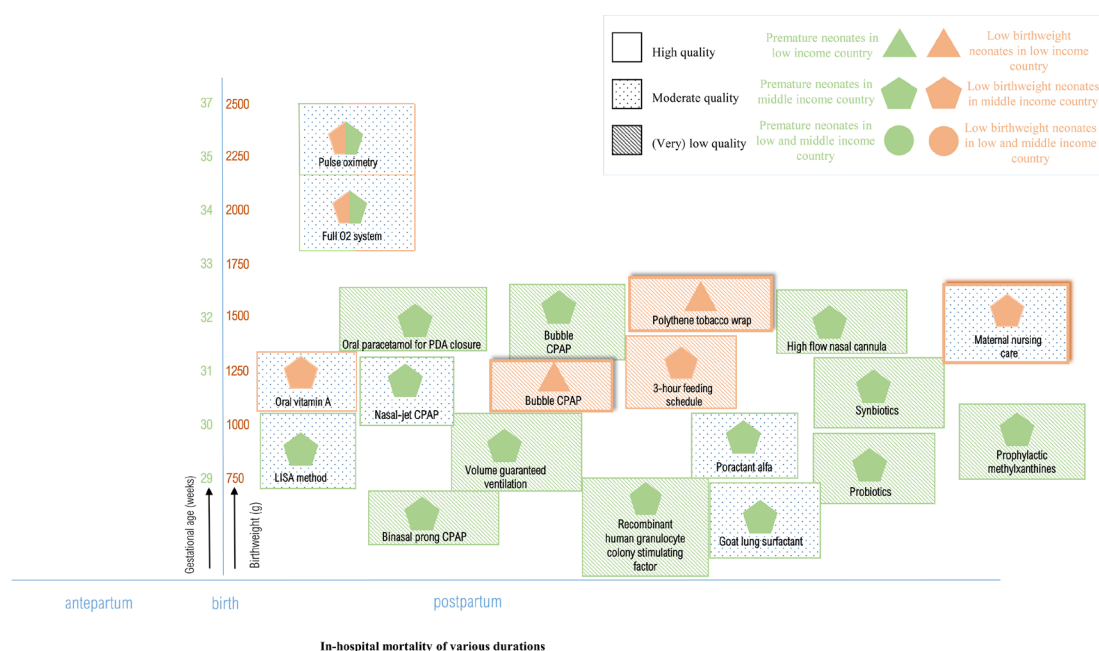 High quality
Moderate quality
(Very) low quality
Premature neonates in
low income country
Low birthweight
neonates in low income
country
Premature neonates in
middle income country
Low birthweight neonates
in middle income country
Premature neonates in
low and middle income
country
Low birthweight neonates
in low and middle income
country
37
2500
35
2250
34
2000
33
1750
32
1500
31
1250
30
1000
29
750
Gestational age (weeks)
Birthweight (g)
Pulse oximetry
Full O2 system
Oral paracetamol for PDA closure
Bubble
CPAP
Polythene tobacco wrap
High flow nasal cannula
Maternal nursing
care
Oral vitamin A
Nasal-jet CPAP
Bubble CPAP
3-hour feeding
schedule
Synbiotics
LISA method
Volume guaranteed
ventilation
Poractant alfa
Probiotics
Prophylactic
methylxanthines
Binasal prong CPAP
Recombinant
human granulocyte
colony stimulating
factor
Goat lung surfactant
antepartum
birth
postpartum
In-hospital mortality of various durations